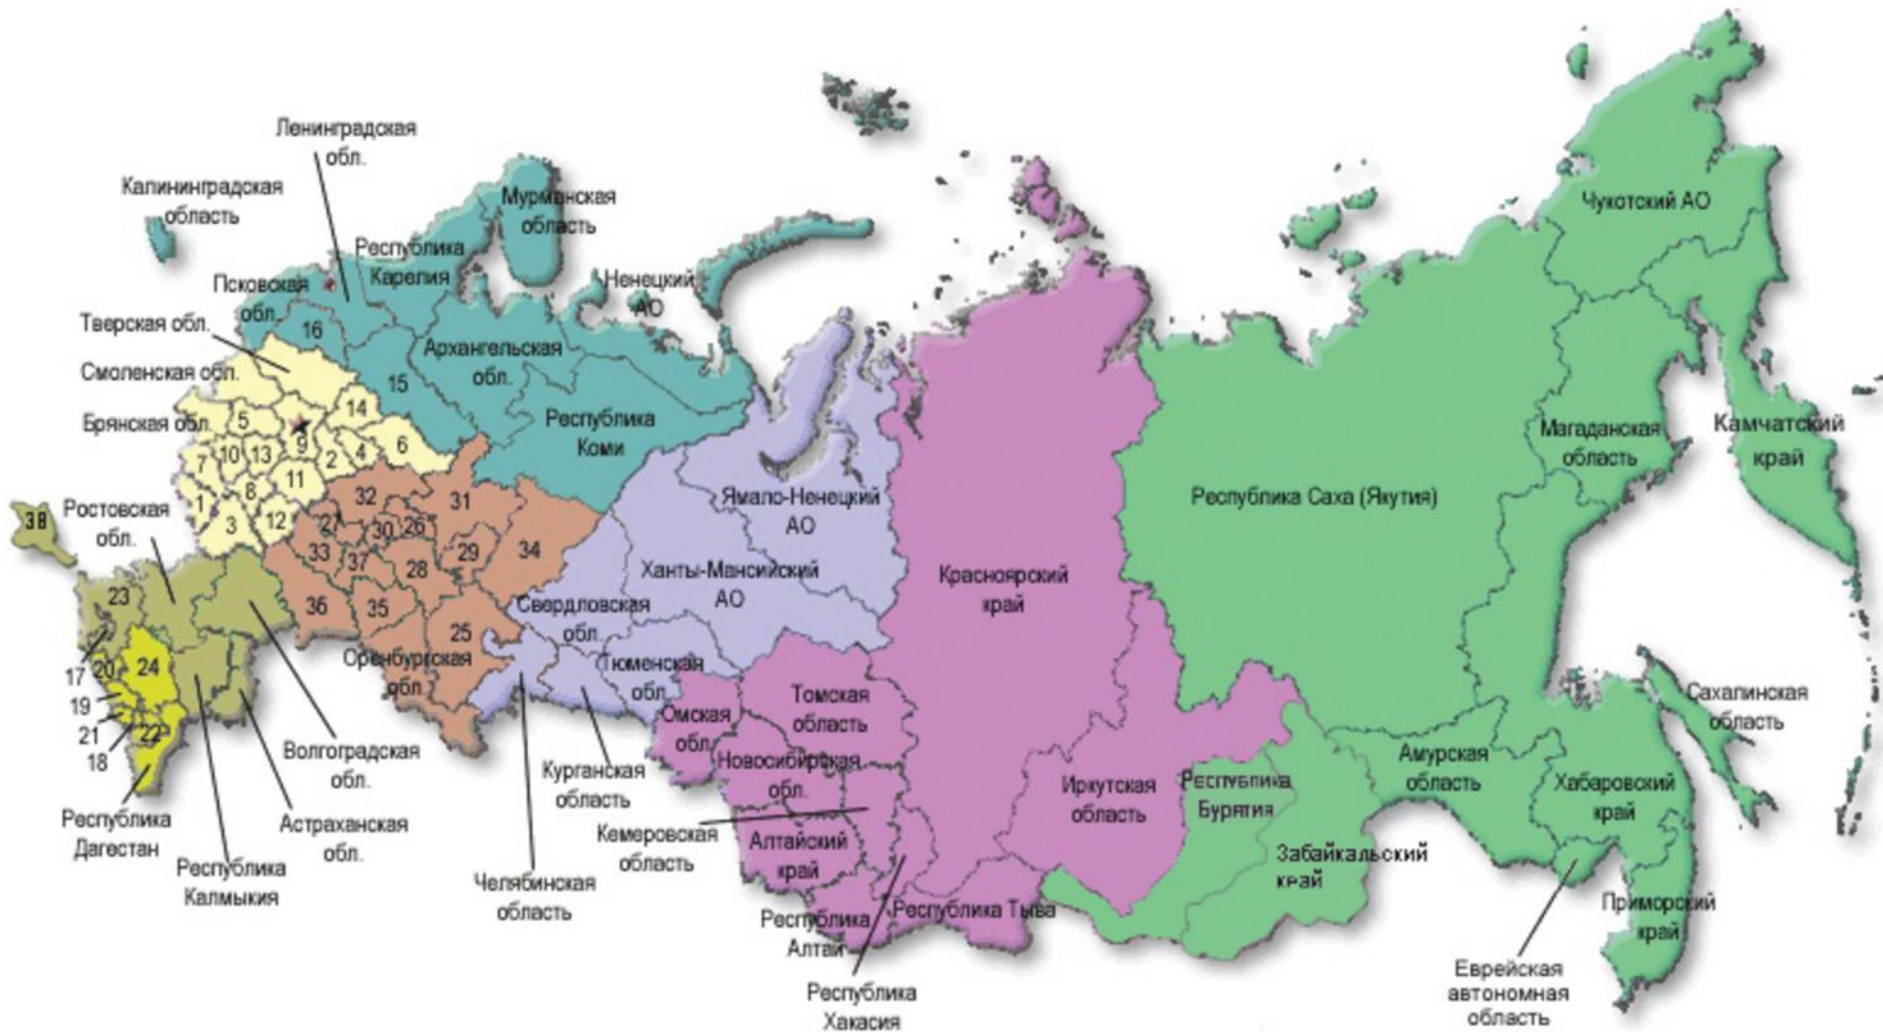 Ленинградская
обл.
Калининградская
область
Мурманская
область
Республика
Карелия
Ненецкий
АО
Псковская
обл.
Тверская обл.
16
Архангельская
обл.
Смоленская обл.
15
Брянская обл.
5
14
Республика
Коми
9
6
7
10
13
2
4
11
1
8
3
12
Ростовская
обл.
38
32
31
27
30
26
33
37
28
29
34
36
35
25
23
17
20
24
19
21
22
18
Оренбургская
обл.
Ямало-Ненецкий
АО
Ханты-Мансийский
АО
Свердловская
обл.
Тюменская
обл.
Красноярский
край
Чукотский АО
Магаданская
область
Камчатский
край
Республика Саха (Якутия)
Томская
область
Омская
обл.
Новосибирская
обл.
Сахалинская
область
Волгоградская
обл.
Курганская
область
Иркутская
область
Республика
Бурятия
Амурская
область
Хабаровский
край
Республика
Дагестан
Астраханская
обл.
Кемеровская
область
Алтайский
край
Забайкальский
край
Республика
Калмыкия
Челябинская
область
Республика
Алтай
Республика Тыва
Приморский
край
Республика
Хакасия
Еврейская
автономная
область